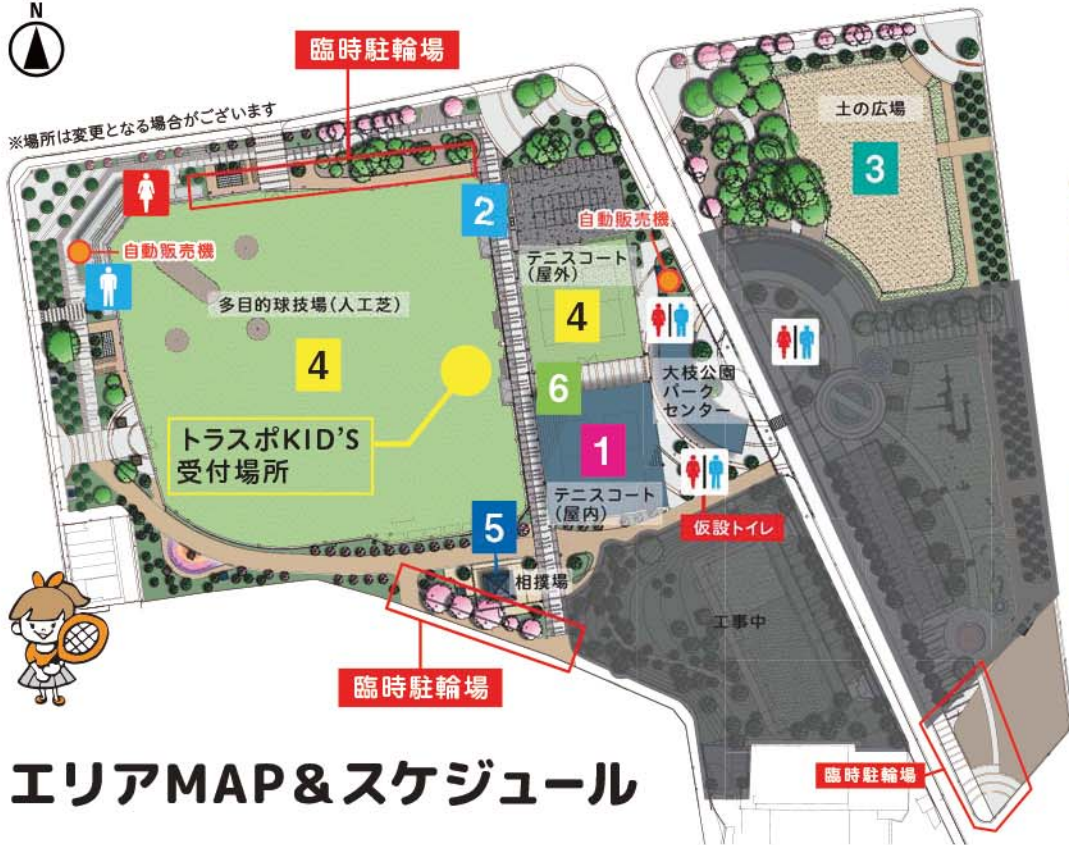 N
臨時駐輪場
※場所は変更となる場合がございます
土の広場
3
2
自動販売機
自動販売機
テニスコート
(屋外)
多目的球技場(人工芝)
4
4
大枝公園
パーク
センター
6
トラスポKID'S
受付場所
1
テニスコート
(屋内)
5
仮設トイレ
相撲場
工事中
臨時駐輪場
臨時駐輪場
エリアMAP&スケジュール